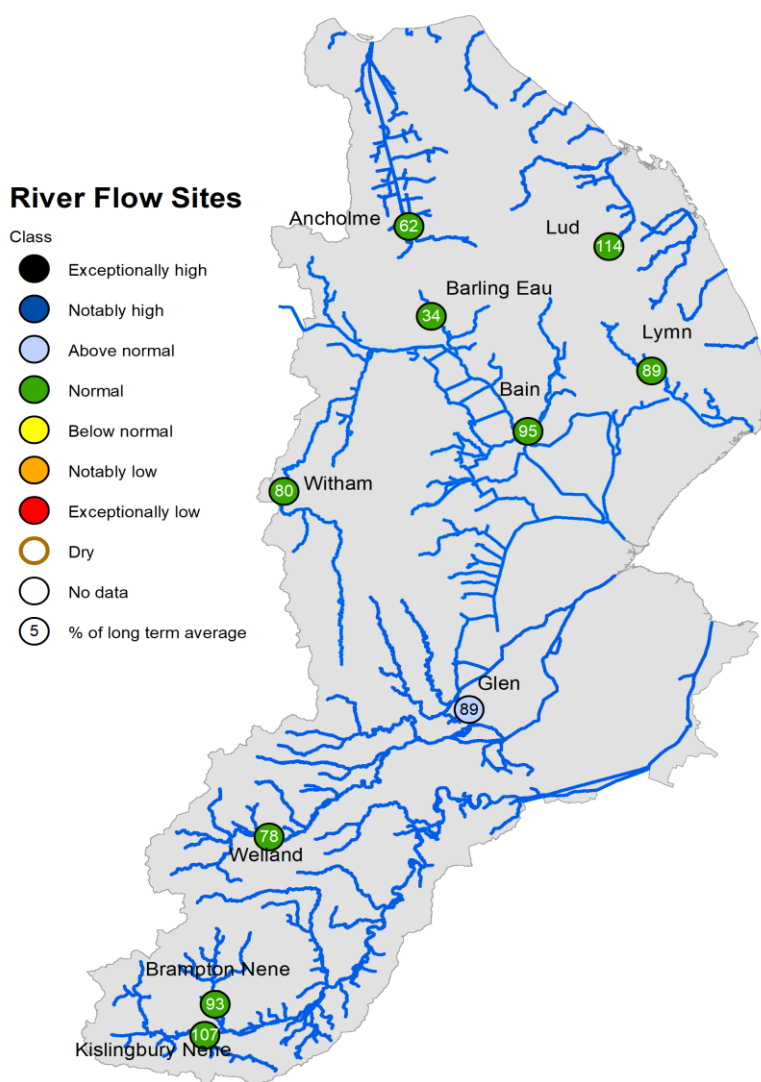 River Flow Sites
Class
Exceptionally high
Notably high
Above normal
Normal
Below normal
Notably low
Exceptionally low
Dry
No data
5 % of long term average
Ancholme
62
Lud
114
Barling Eau
34
Lymn
89
Bain
95
80 Witham
Glen
89
78
Welland
Brampton Nene
93
107
Kislingbury Nene